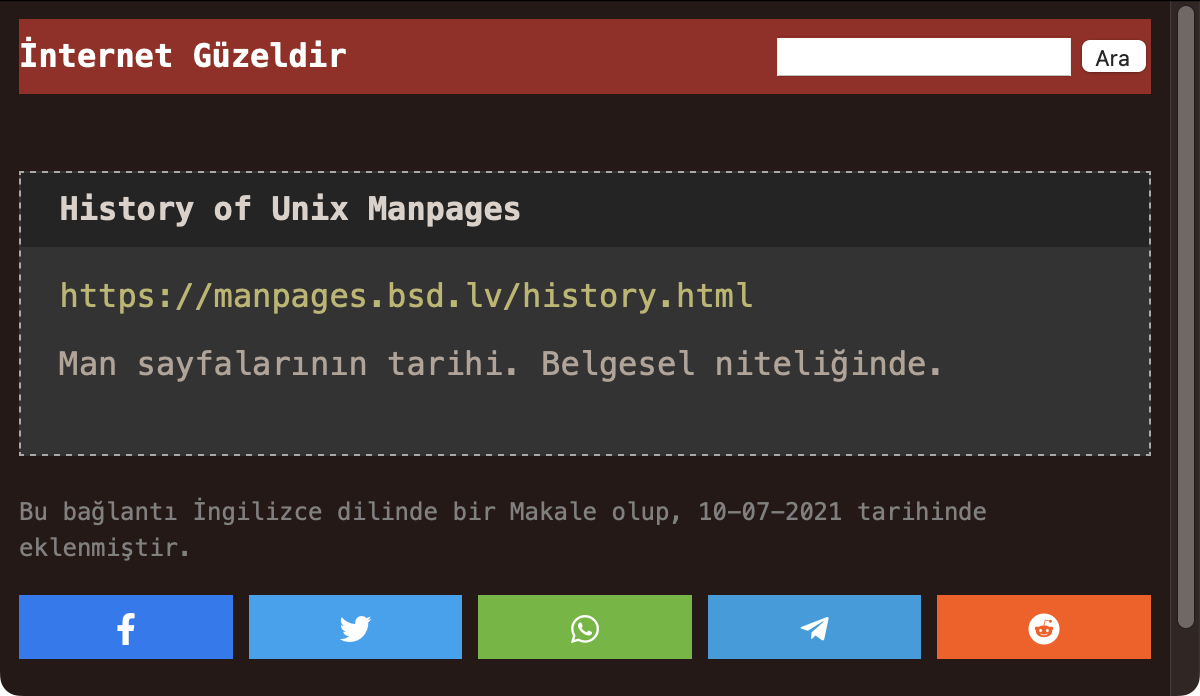 İnternet Güzeldir
Ara
History of Unix Manpages
https://manpages.bsd.lv/history.html
Man sayfalarının tarihi. Belgesel niteliğinde.
Bu bağlantı İngilizce dilinde bir Makale olup, 10-07-2021 tarihinde
eklenmiştir.